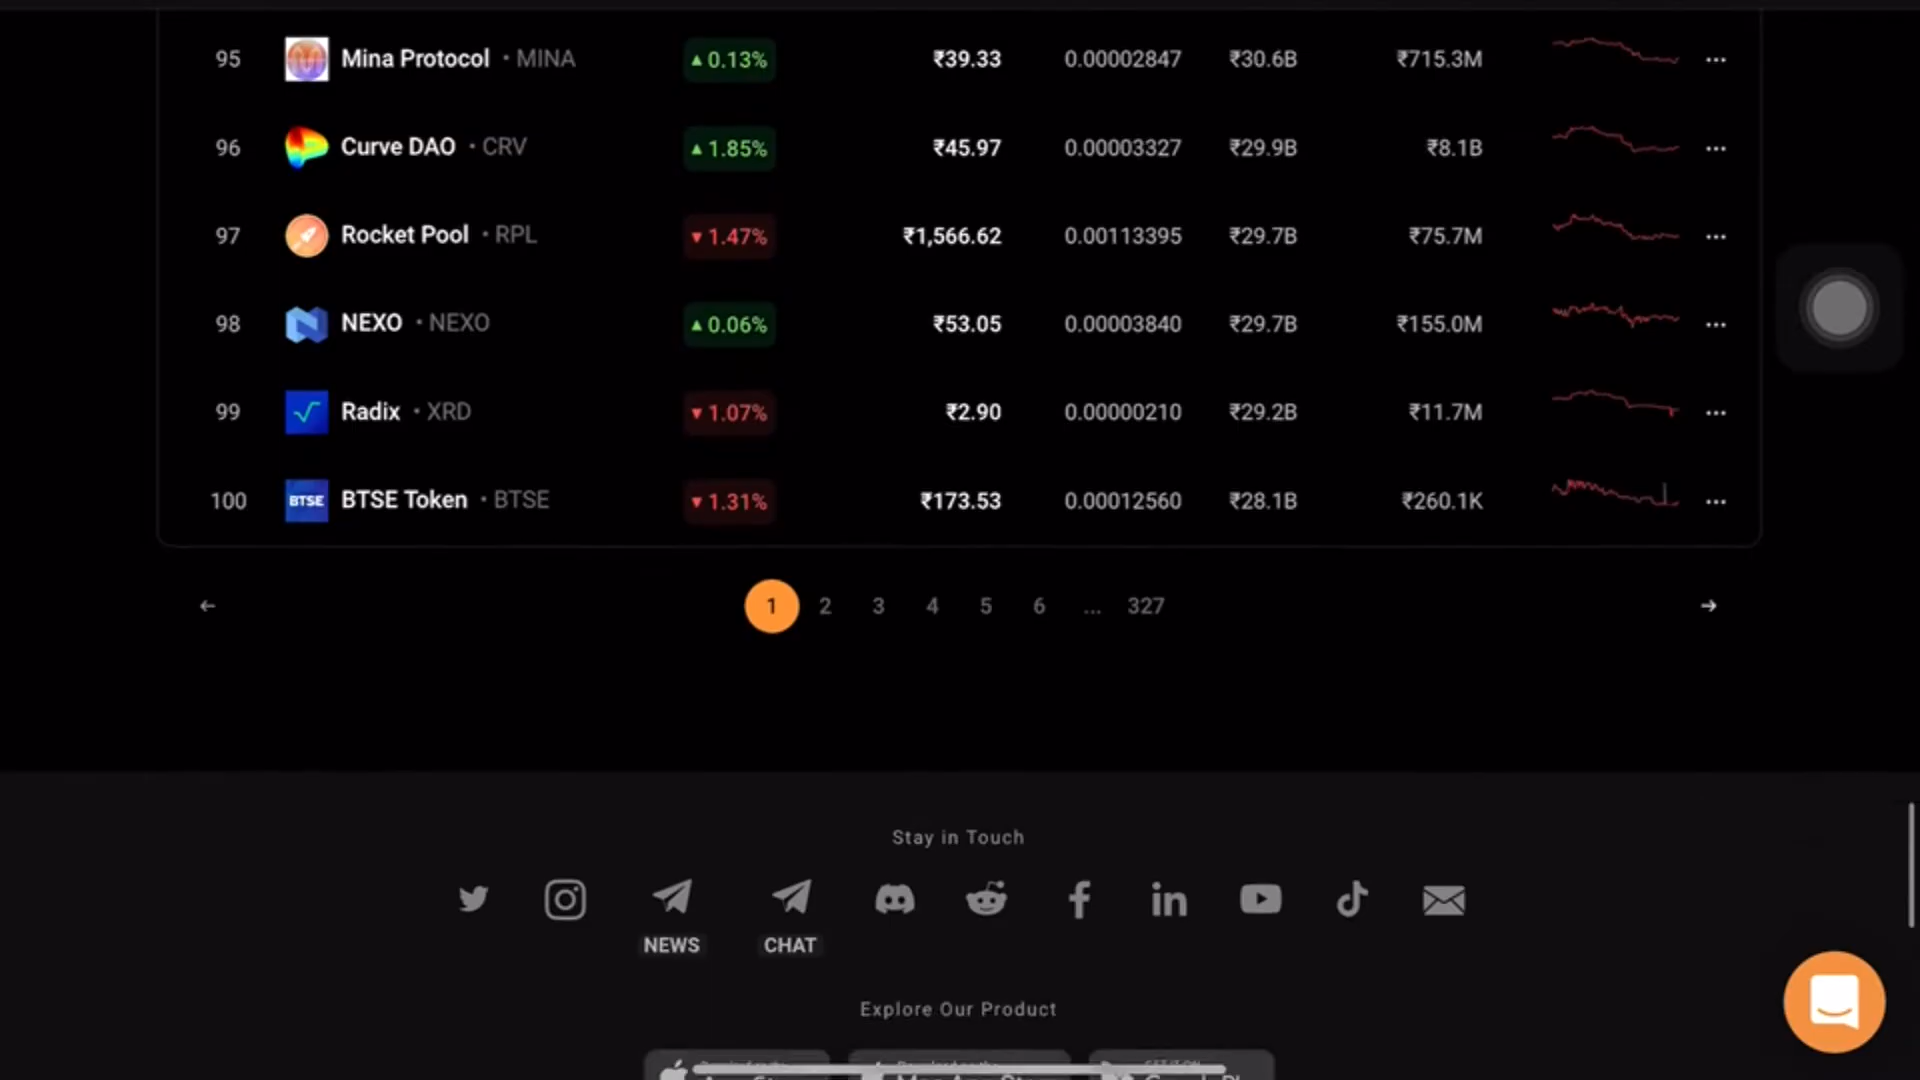 95 Mina Protocol • MINA ▲ 0.13% ₹39.33 0.00002847 ₹30.6B ₹715.3M ...
96 Curve DAO • CRV ▲ 1.85% ₹45.97 0.00003327 ₹29.9B ₹8.1B ...
97 Rocket Pool • RPL ▼ 1.47% ₹1,566.62 0.00113395 ₹29.7B ₹75.7M ...
98 NEXO • NEXO ▲ 0.06% ₹53.05 0.00003840 ₹29.7B ₹155.0M ...
99 Radix • XRD ▼ 1.07% ₹2.90 0.00000210 ₹29.2B ₹11.7M ...
100 BTSE BTSE Token • BTSE ▼ 1.31% ₹173.53 0.00012560 ₹28.1B ₹260.1K ...
← 1 2 3 4 5 6 ... 327 →
Stay in Touch
NEWS CHAT
Explore Our Product